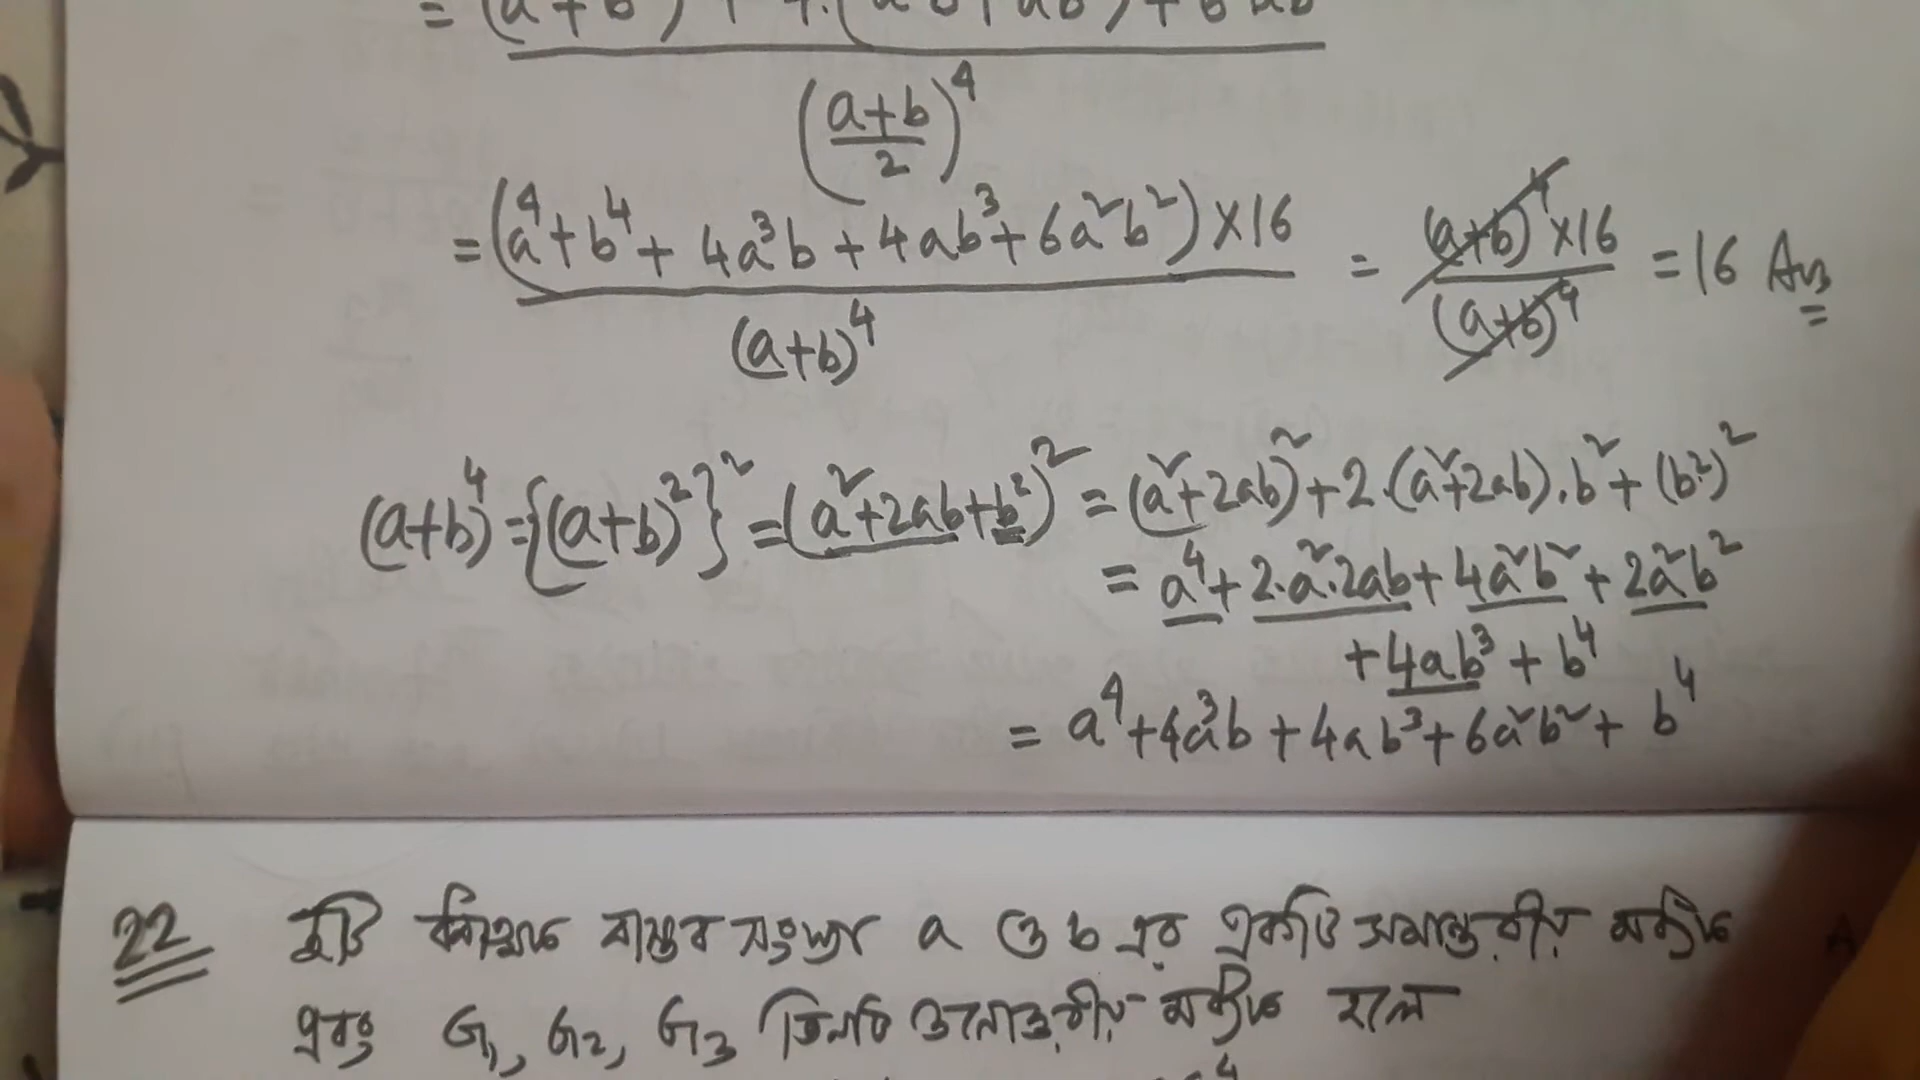 (a+b)/2)^4
= (a^4+b^4+4a^3b+4ab^3+6a^2b^2)×16 / (a+b)^4 = (a+b)^4×16 / (a+b)^4 = 16 Ans
(a+b)^4={(a+b)^2}^2=(a^2+2ab+b^2)^2=(a^2+2ab)^2+2.(a^2+2ab).b^2+(b^2)^2
= a^4+2.a^2.2ab+4a^2b^2+2a^2b^2
+4ab^3+b^4
= a^4+4a^3b+4ab^3+6a^2b^2+b^4
22 দুটি বাস্তব সংখ্যা a ও b এর একটি সমান্তরীয় মধ্যক
এবং G1, G2, G3 তিনটি গুণোত্তরীয় মধ্যক হলে